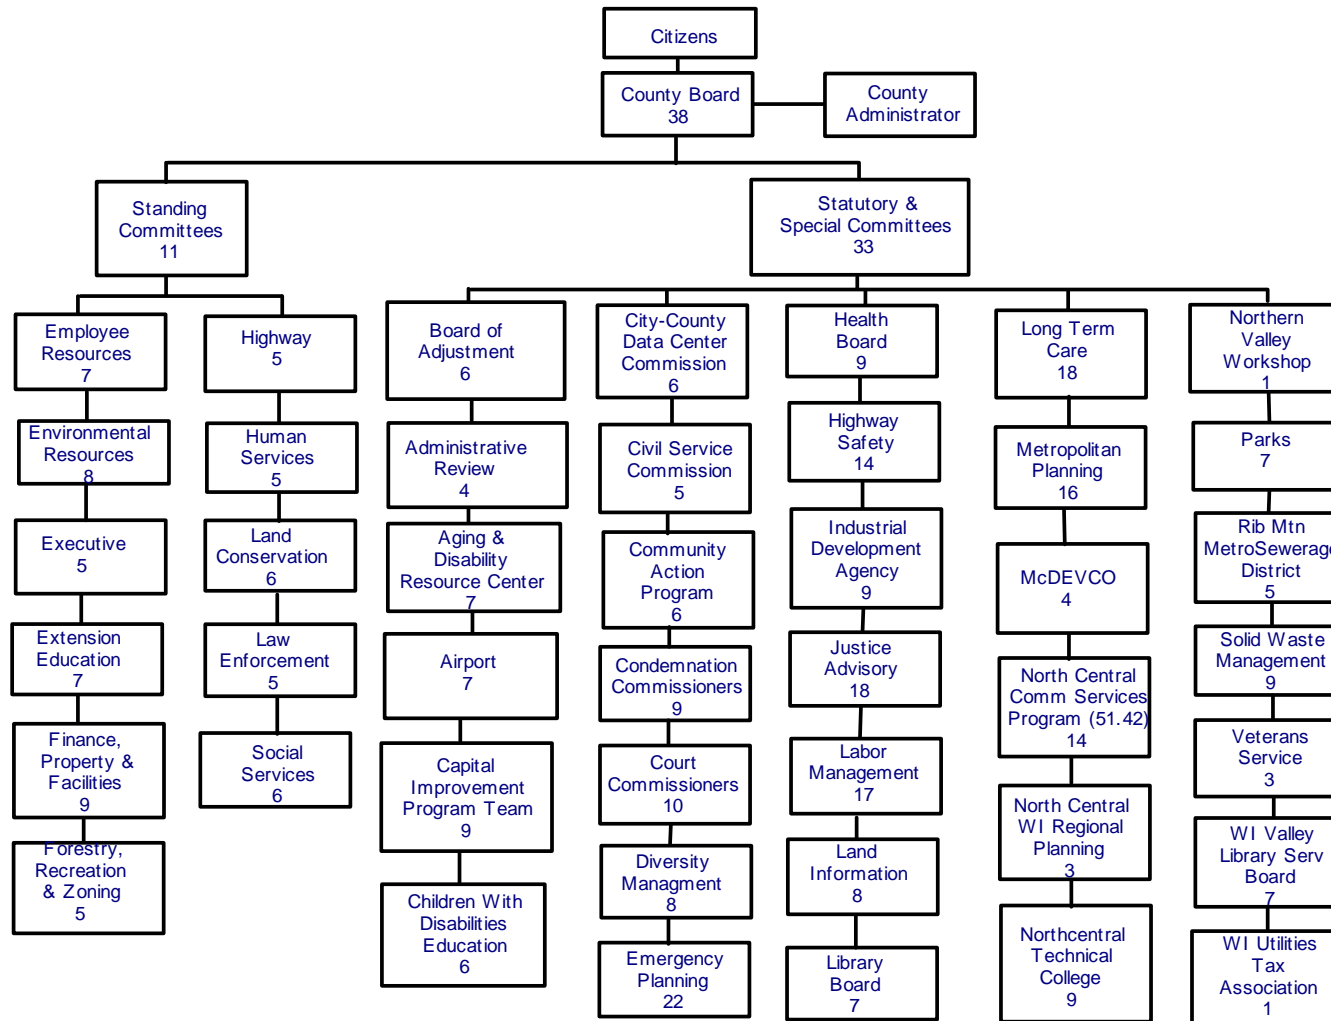 Citizens
County Board
38
County
Administrator
Standing
Committees
11
Statutory &
Special Committees
33
Employee
Resources
7
Environmental
Resources
8
Executive
5
Extension
Education
7
Finance,
Property &
Facilities
9
Forestry,
Recreation
& Zoning
5
Highway
5
Human
Services
5
Land
Conservation
6
Law
Enforcement
5
Social
Services
6
Board of
Adjustment
6
Administrative
Review
4
Aging &
Disability
Resource Center
7
Airport
7
Capital
Improvement
Program Team
9
Children With
Disabilities
Education
6
City-County
Data Center
Commission
6
Civil Service
Commission
5
Community
Action
Program
6
Condemnation
Commissioners
9
Court
Commissioners
10
Diversity
Managment
8
Emergency
Planning
22
Health
Board
9
Highway
Safety
14
Industrial
Development
Agency
9
Justice
Advisory
18
Labor
Management
17
Land
Information
8
Library
Board
7
Long Term
Care
18
Metropolitan
Planning
16
McDEVCO
4
North Central
Comm Services
Program (51.42)
14
North Central
WI Regional
Planning
3
Northcentral
Technical
College
9
Northern
Valley
Workshop
1
Parks
7
Rib Mtn
MetroSewerage
District
5
Solid Waste
Management
9
Veterans
Service
3
WI Valley
Library Serv
Board
7
WI Utilities
Tax
Association
1